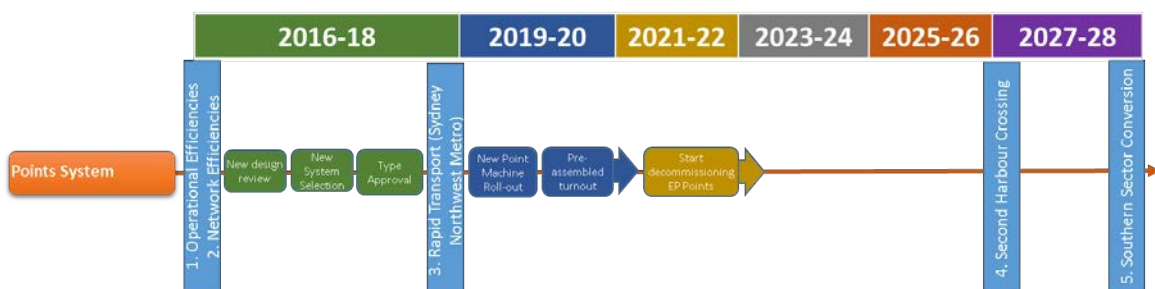 2016-18
2019-20
2021-22
2023-24
2025-26
2027-28
Points System
1. Operational Efficiencies
2. Network Efficiencies
New design
review
New
System
Selection
Type
Approval
3. Rapid Transport (Sydney
Northwest Metro)
New Point
Machine
Roll-out
Pre-
assembled
turnout
Start
decommissioning
EP Points
4. Second Harbour Crossing
5. Southern Sector Conversion